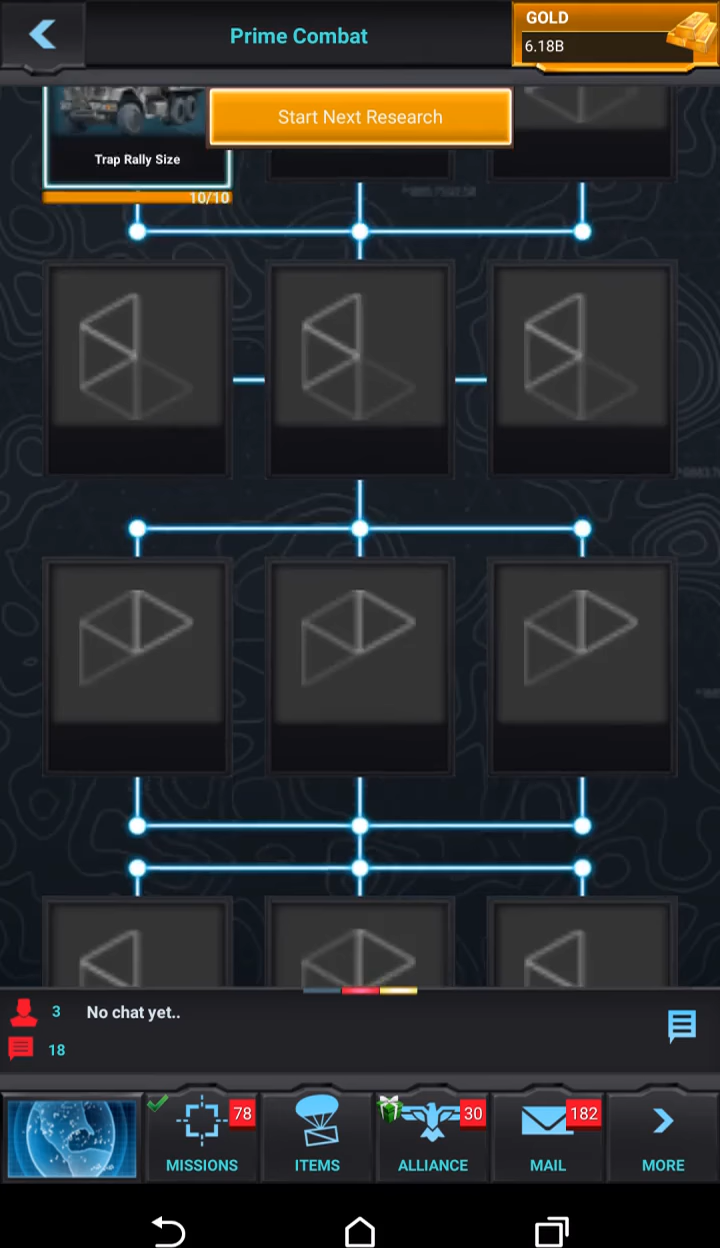 Prime Combat
GOLD
6.18B
Start Next Research
Trap Rally Size
10/10
3
No chat yet..
18
78
30
182
MISSIONS
ITEMS
ALLIANCE
MAIL
MORE